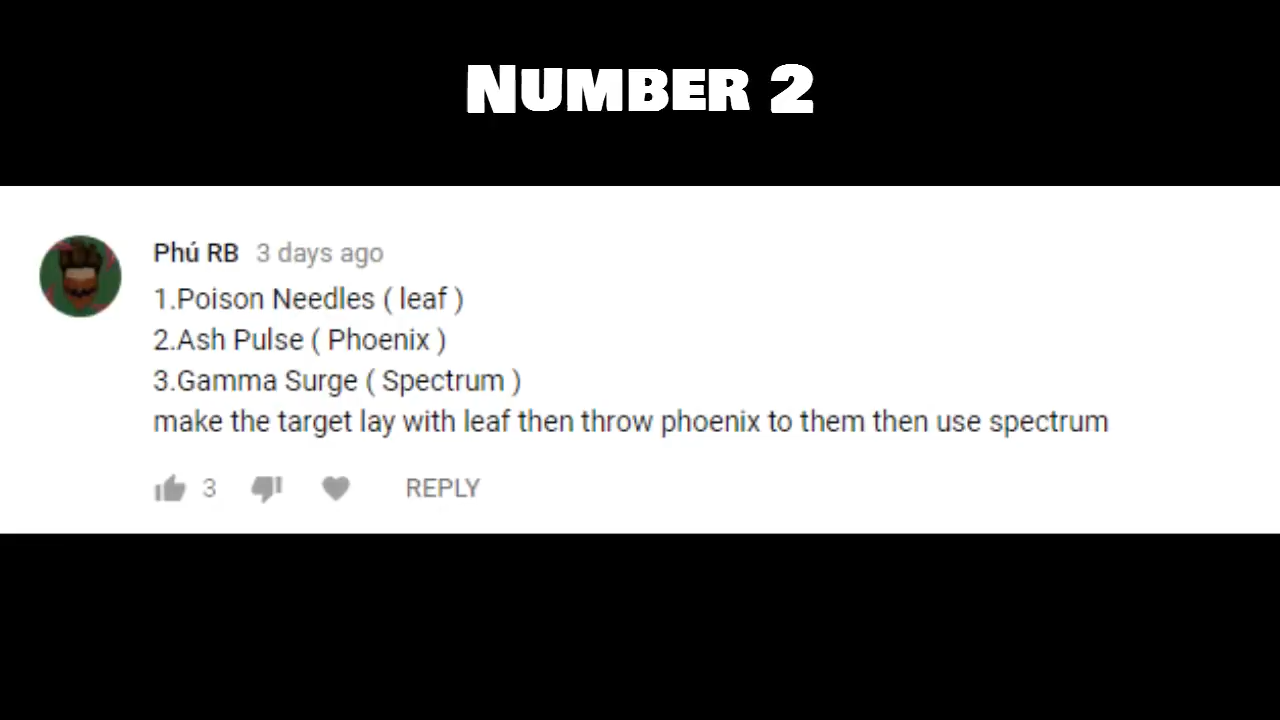 NUMBER 2
Phú RB 3 days ago
1.Poison Needles ( leaf )
2.Ash Pulse ( Phoenix )
3.Gamma Surge ( Spectrum )
make the target lay with leaf then throw phoenix to them then use spectrum
3 REPLY